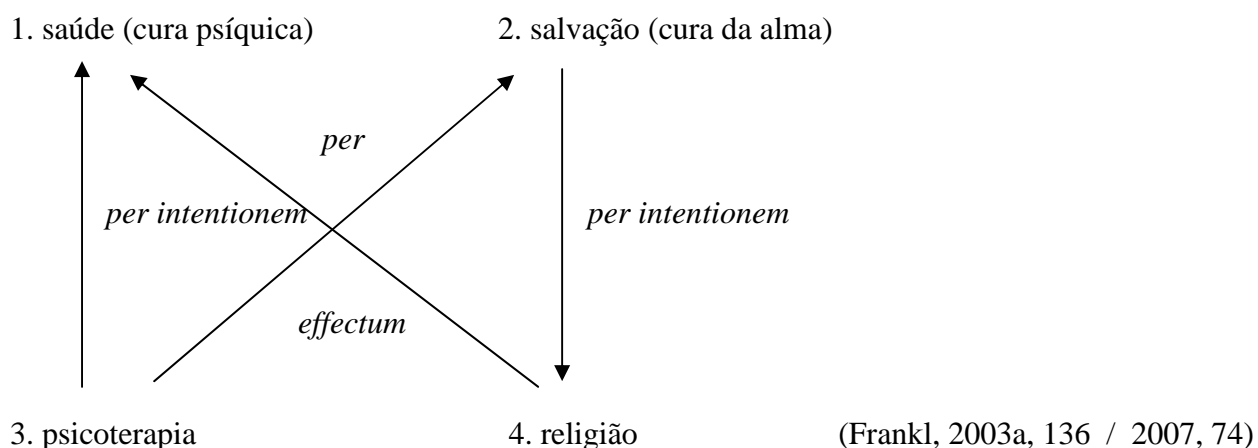 1. saúde (cura psíquica) 2. salvação (cura da alma)
per
per intentionem per intentionem
effectum
3. psicoterapia 4. religião (Frankl, 2003a, 136 / 2007, 74)